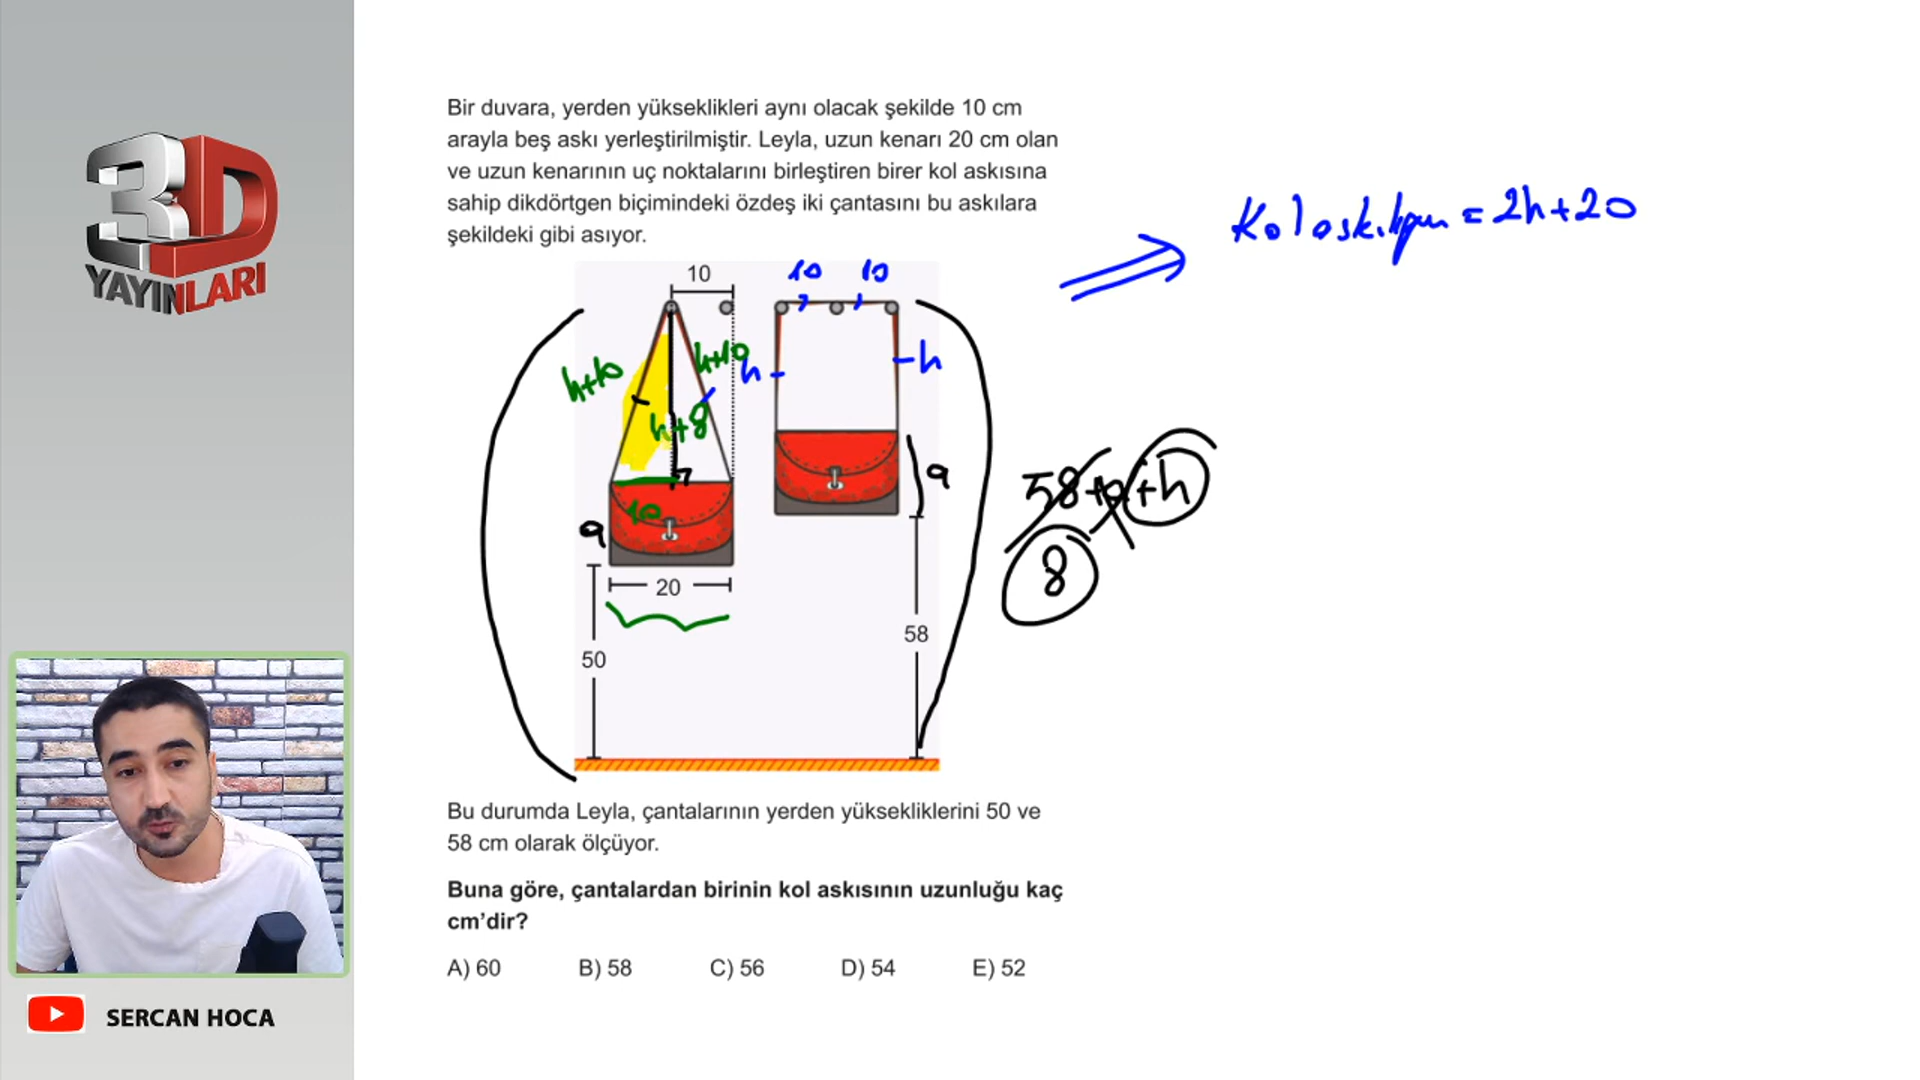 3D
YAYINLARI
Bir duvara, yerden yükseklikleri aynı olacak şekilde 10 cm
arayla beş askı yerleştirilmiştir. Leyla, uzun kenarı 20 cm olan
ve uzun kenarının uç noktalarını birleştiren birer kol askısına
sahip dikdörtgen biçimindeki özdeş iki çantasını bu askılara
şekildeki gibi asıyor.
= 2h+20
10
10 10
h+10
h+10
h
h
h+8
a
10
a
58+a+h
8
20
50
58
Bu durumda Leyla, çantalarının yerden yüksekliklerini 50 ve
58 cm olarak ölçüyor.
Buna göre, çantalardan birinin kol askısının uzunluğu kaç
cm’dir?
A) 60 B) 58 C) 56 D) 54 E) 52
SERCAN HOCA